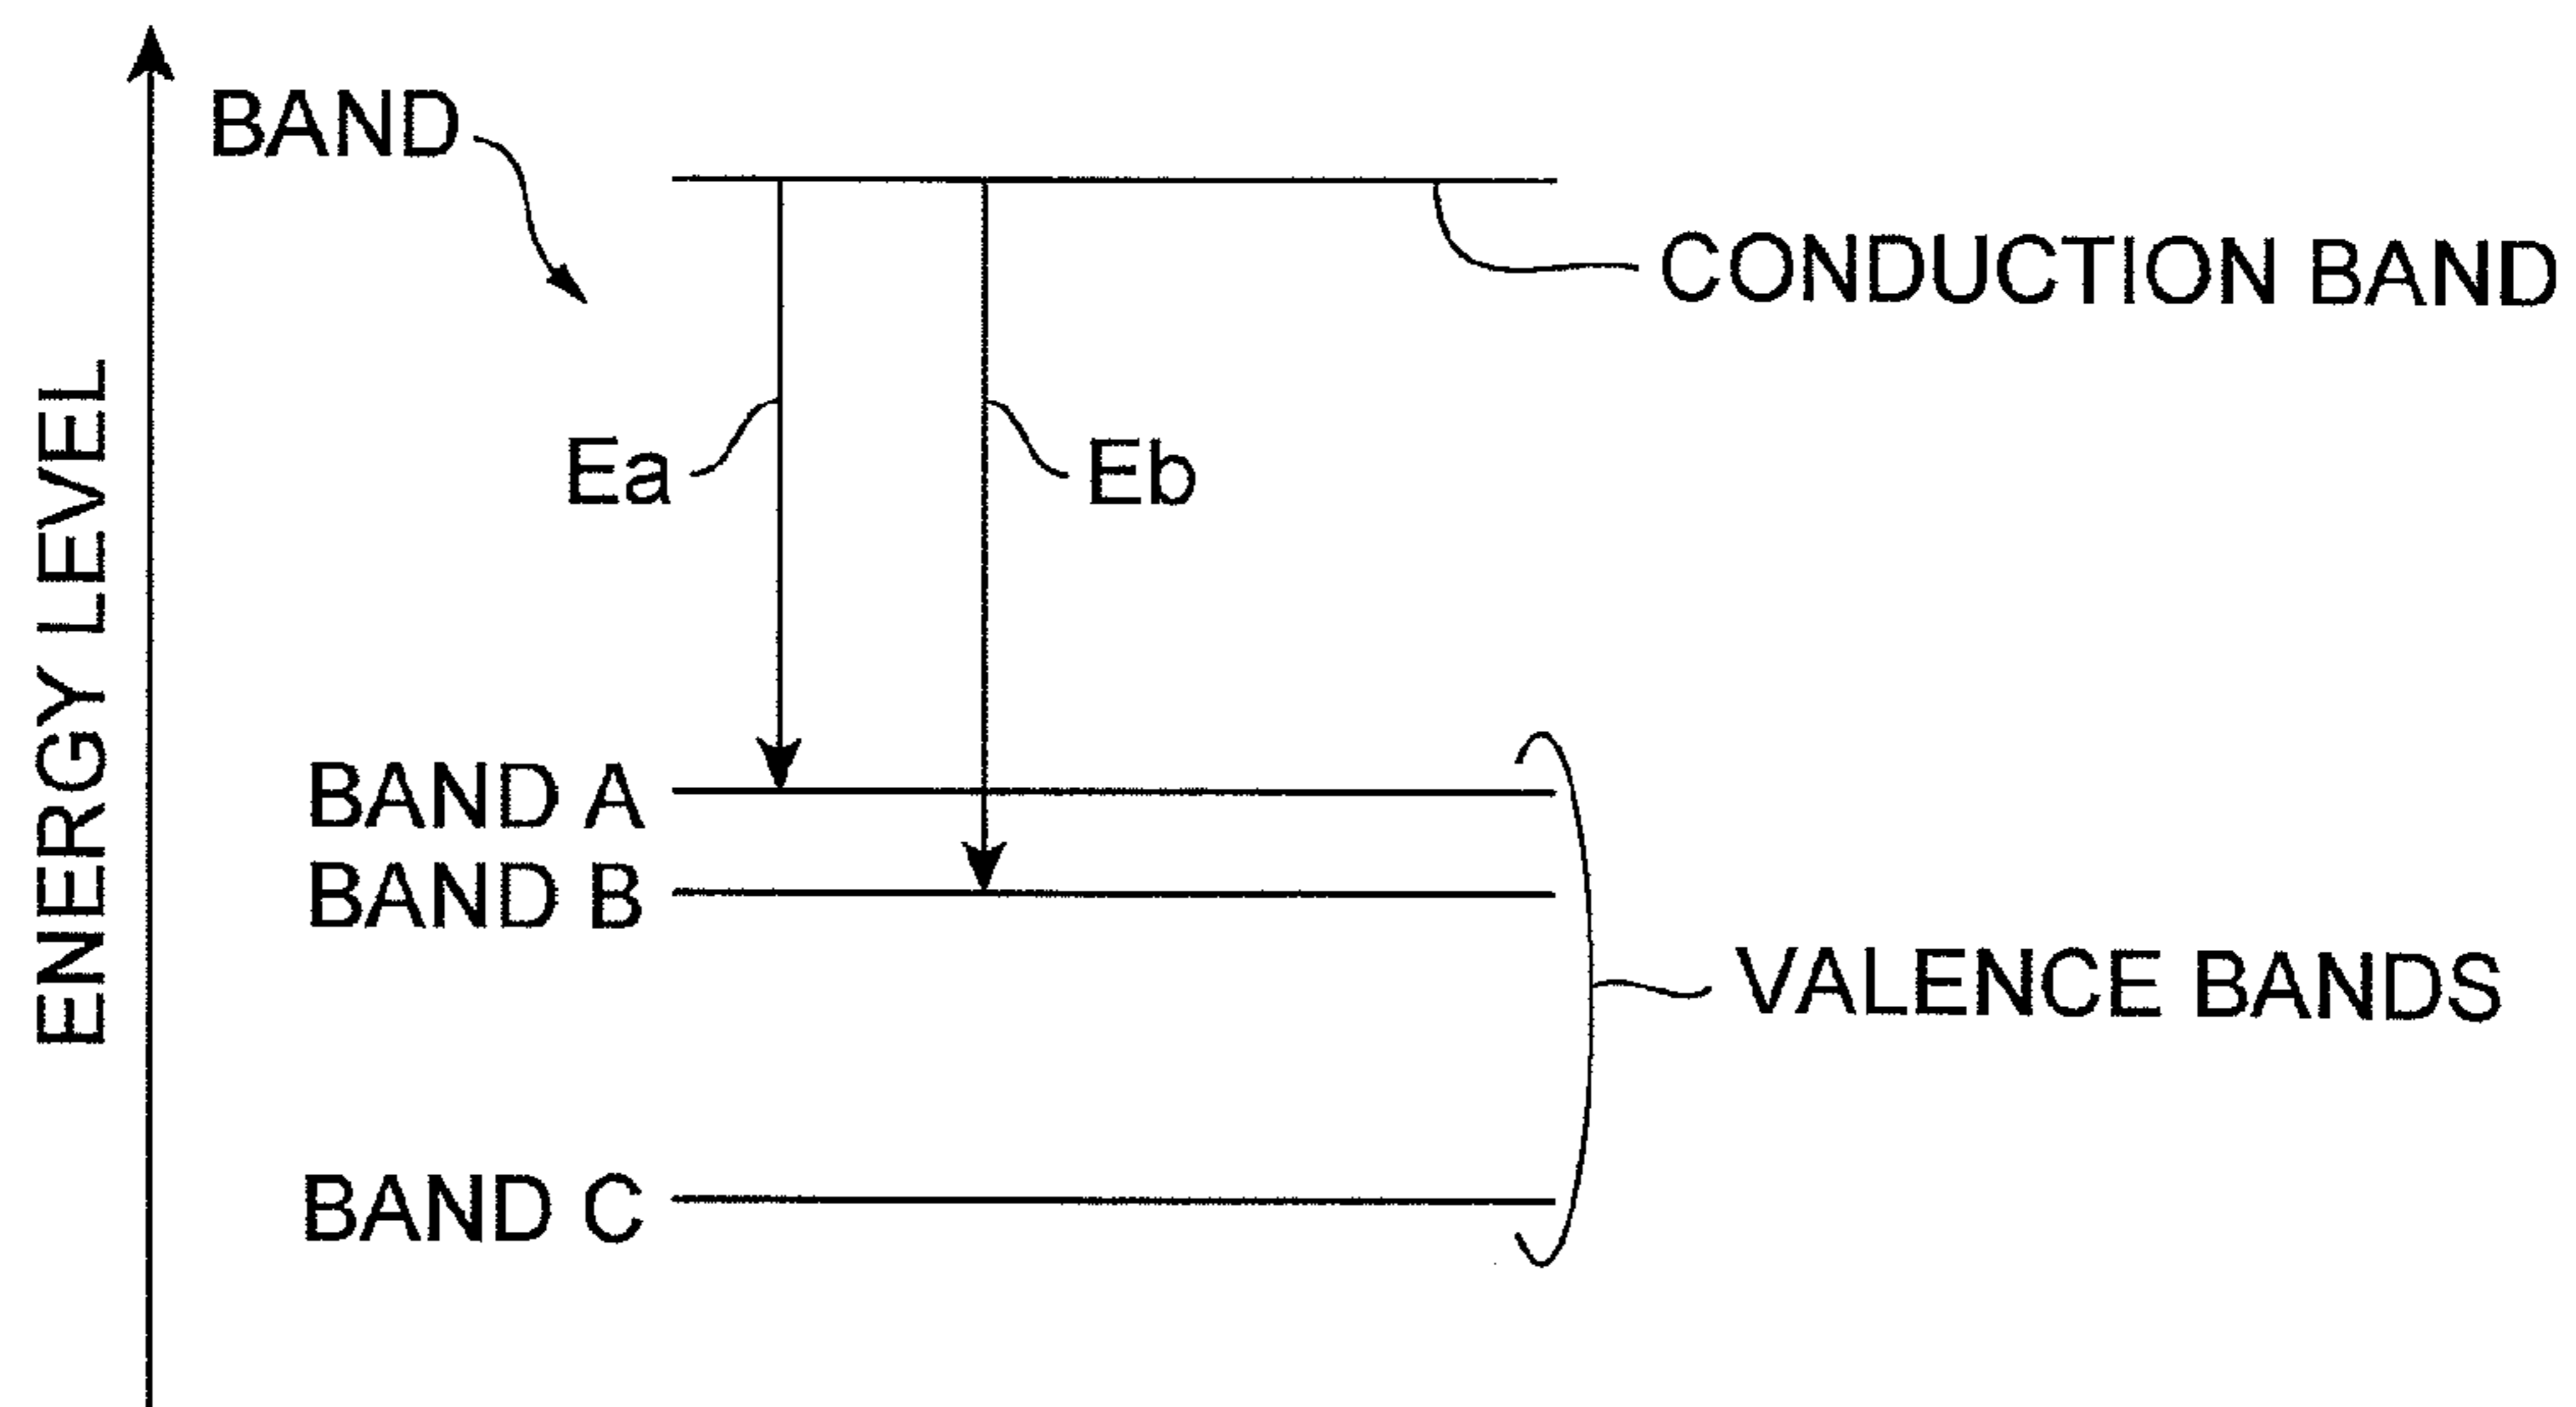 BAND
CONDUCTION BAND
ENERGY LEVEL
Ea
Eb
BAND A
BAND B
VALENCE BANDS
BAND C